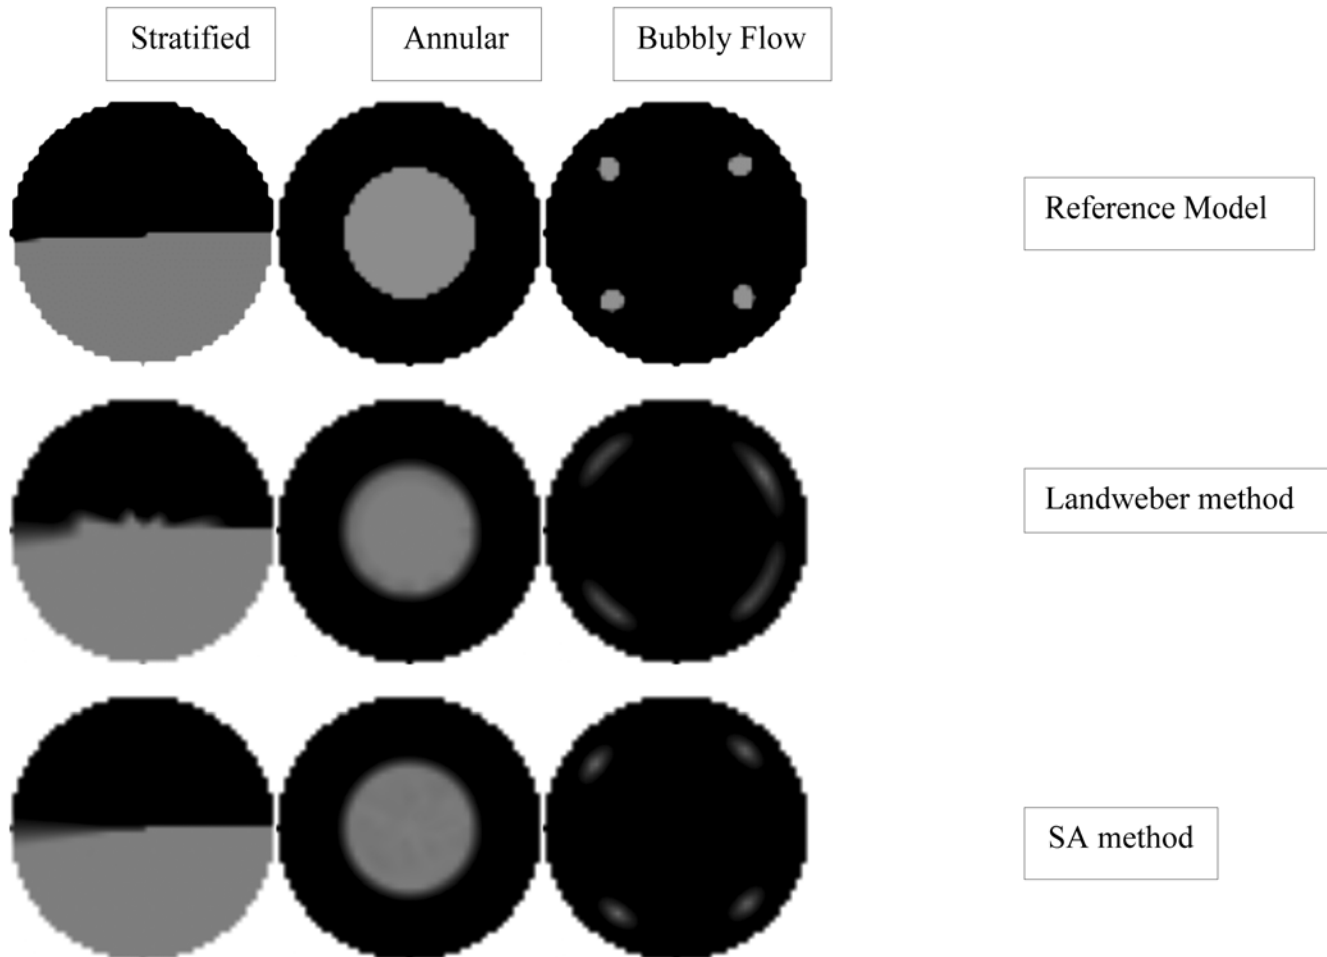 Stratified
Annular
Bubbly Flow
Reference Model
Landweber method
SA method